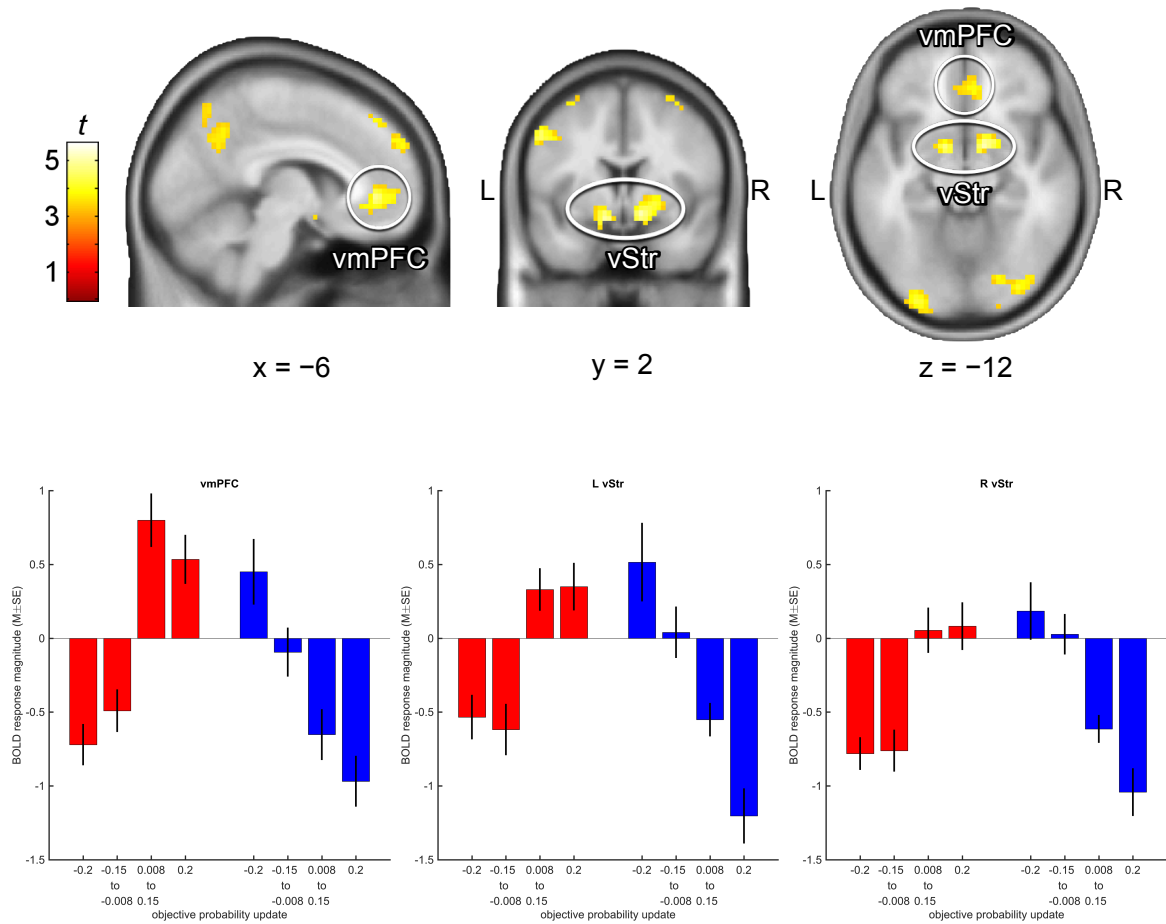 t
5
3
1
vmPFC
x = −6
L
R
vStr
y = 2
vmPFC
L
R
vStr
z = −12
vmPFC
BOLD response magnitude (M±SE)
1
0.5
0
-0.5
-1
-1.5
-0.2 -0.15 0.008 0.2 -0.2 -0.15 0.008 0.2
to to to to
-0.008 0.15 -0.008 0.15
objective probability update
L vStr
BOLD response magnitude (M±SE)
1
0.5
0
-0.5
-1
-1.5
-0.2 -0.15 0.008 0.2 -0.2 -0.15 0.008 0.2
to to to to
-0.008 0.15 -0.008 0.15
objective probability update
R vStr
BOLD response magnitude (M±SE)
1
0.5
0
-0.5
-1
-1.5
-0.2 -0.15 0.008 0.2 -0.2 -0.15 0.008 0.2
to to to to
-0.008 0.15 -0.008 0.15
objective probability update